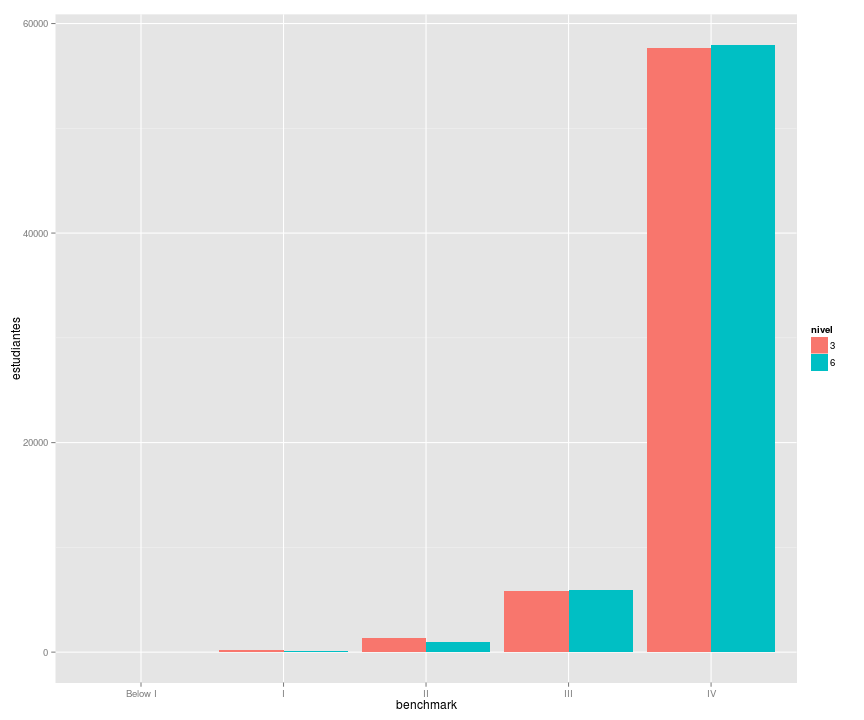 60000
40000
20000
0
estudiantes
Below I
I
II
III
IV
benchmark
nivel
3
6